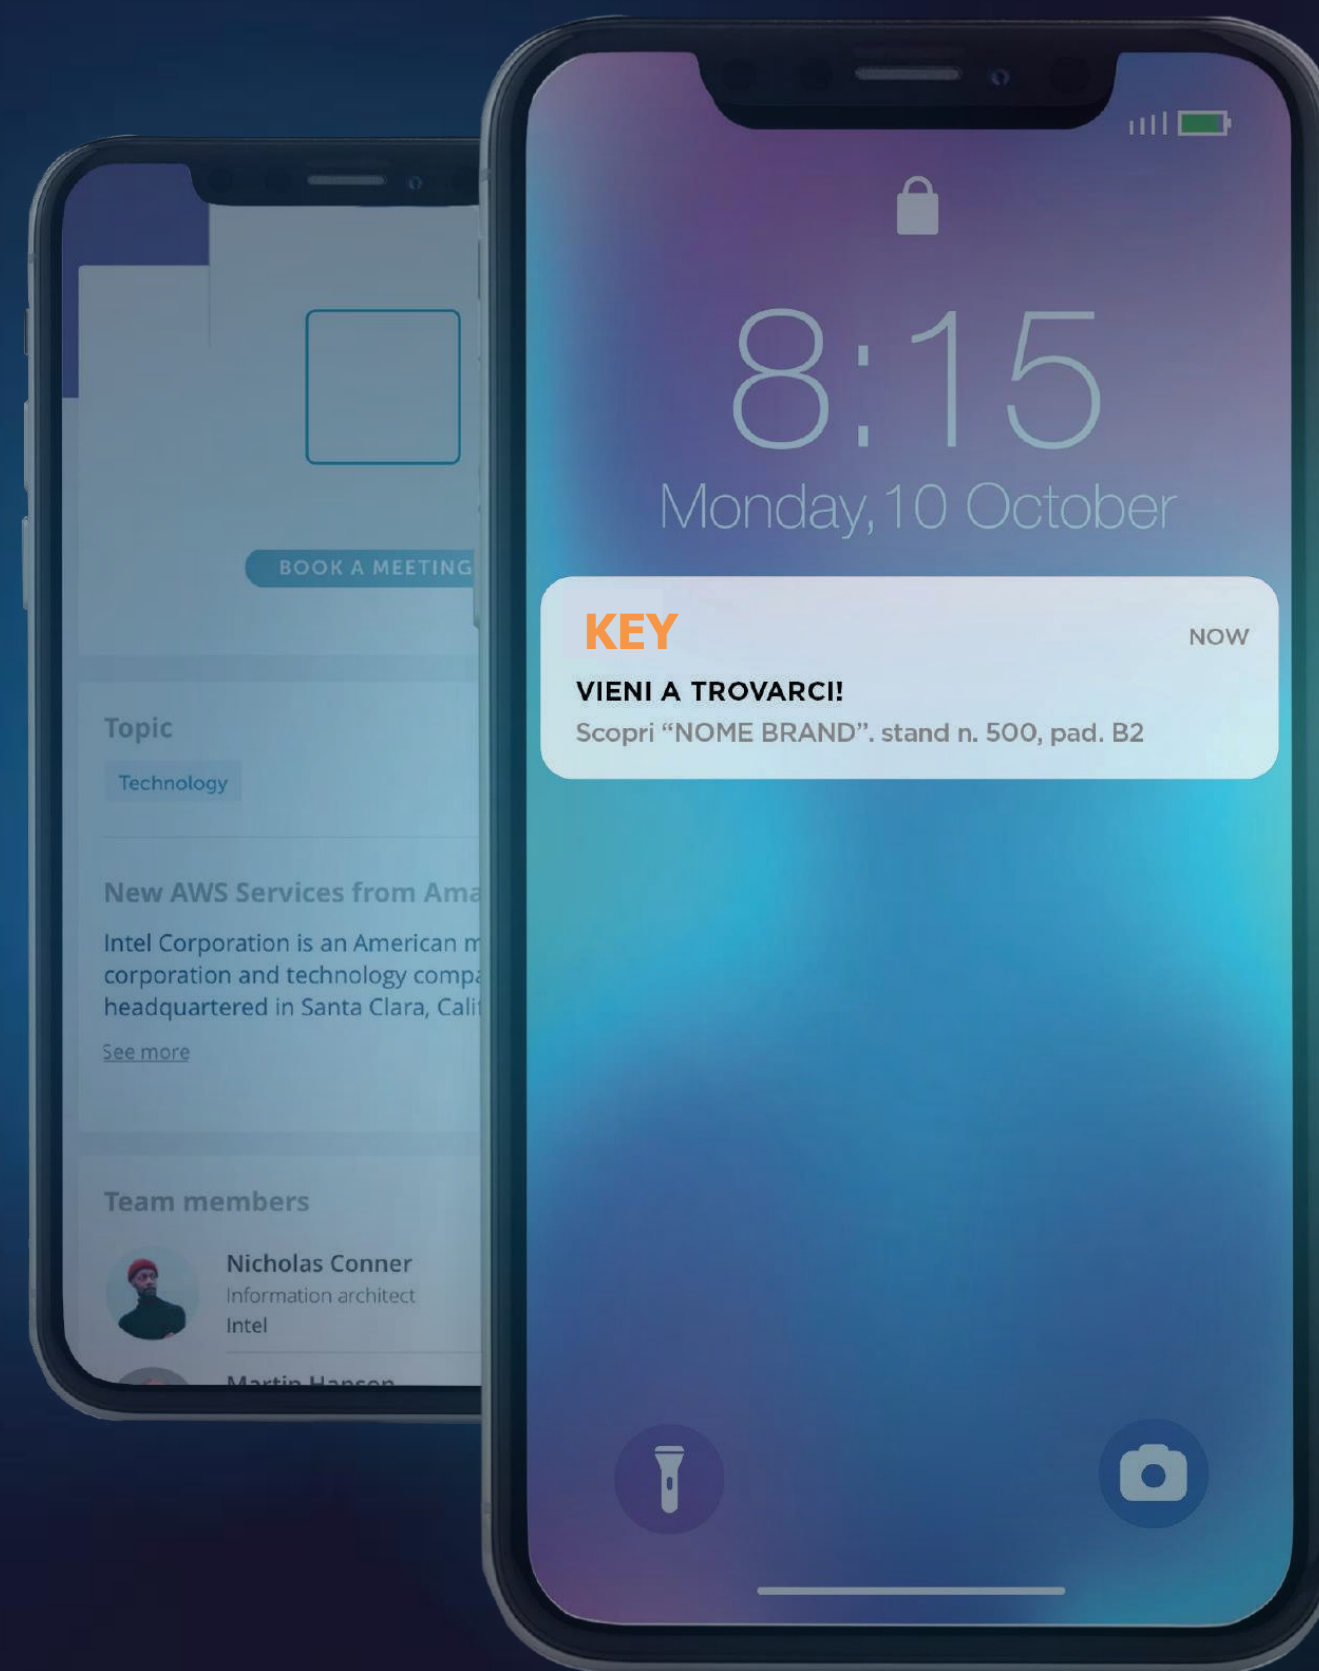 BOOK A MEETING
Topic
Technology
New AWS Services from Ama
Intel Corporation is an American m
corporation and technology compa
headquartered in Santa Clara, Cali
See more
Team members
Nicholas Conner
Information architect
Intel
Martin Hanson
8:15
Monday, 10 October
KEY
NOW
VIENI A TROVARCI!
Scopri “NOME BRAND”. stand n. 500, pad. B2